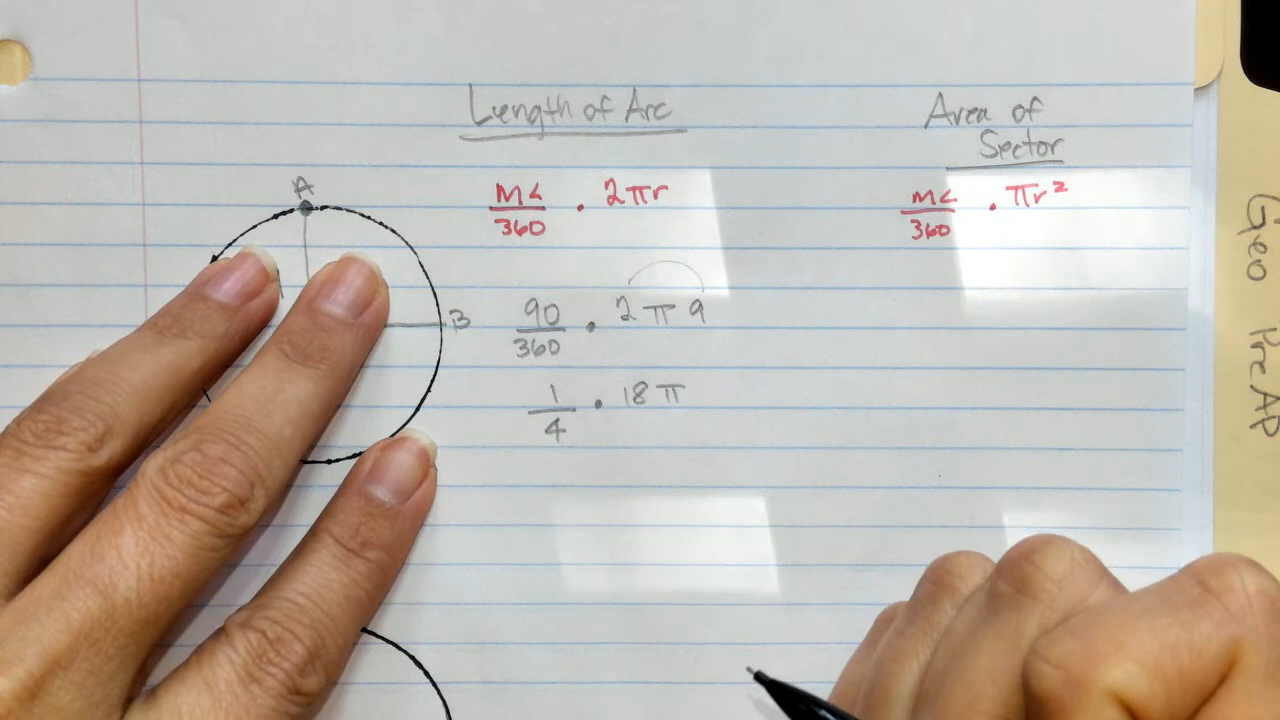 Length of Arc
Area of
Sector
A
m<
360
· 2πr
m<
360
· πr²
B
90
360
· 2π9
1
4
· 18π
Geo PreAP